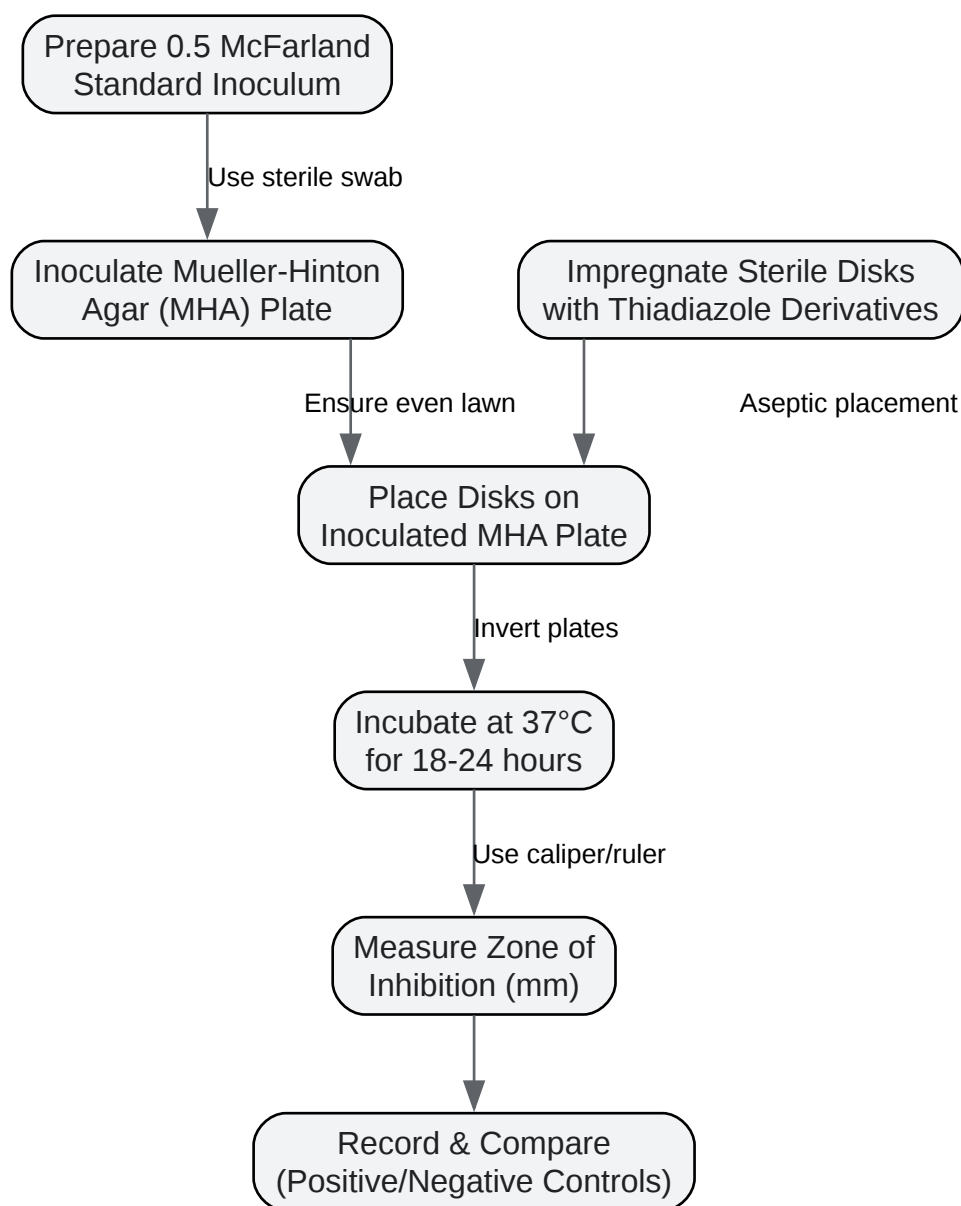 Prepare 0.5 McFarland
Standard Inoculum
Use sterile swab
Inoculate Mueller-Hinton
Agar (MHA) Plate
Impregnate Sterile Disks
with Thiadiazole Derivatives
Ensure even lawn
Aseptic placement
Place Disks on
Inoculated MHA Plate
Invert plates
Incubate at 37°C
for 18-24 hours
Use caliper/ruler
Measure Zone of
Inhibition (mm)
Record & Compare
(Positive/Negative Controls)